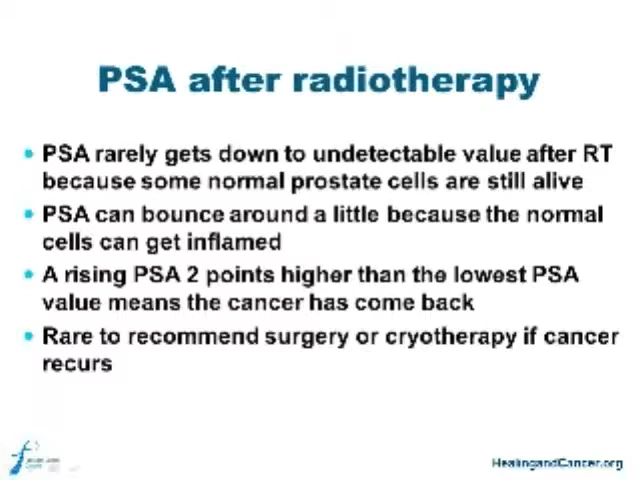 PSA after radiotherapy
• PSA rarely gets down to undetectable value after RT
because some normal prostate cells are still alive
• PSA can bounce around a little because the normal
cells can get inflamed
• A rising PSA 2 points higher than the lowest PSA
value means the cancer has come back
• Rare to recommend surgery or cryotherapy if cancer
recurs
HealingandCancer.org